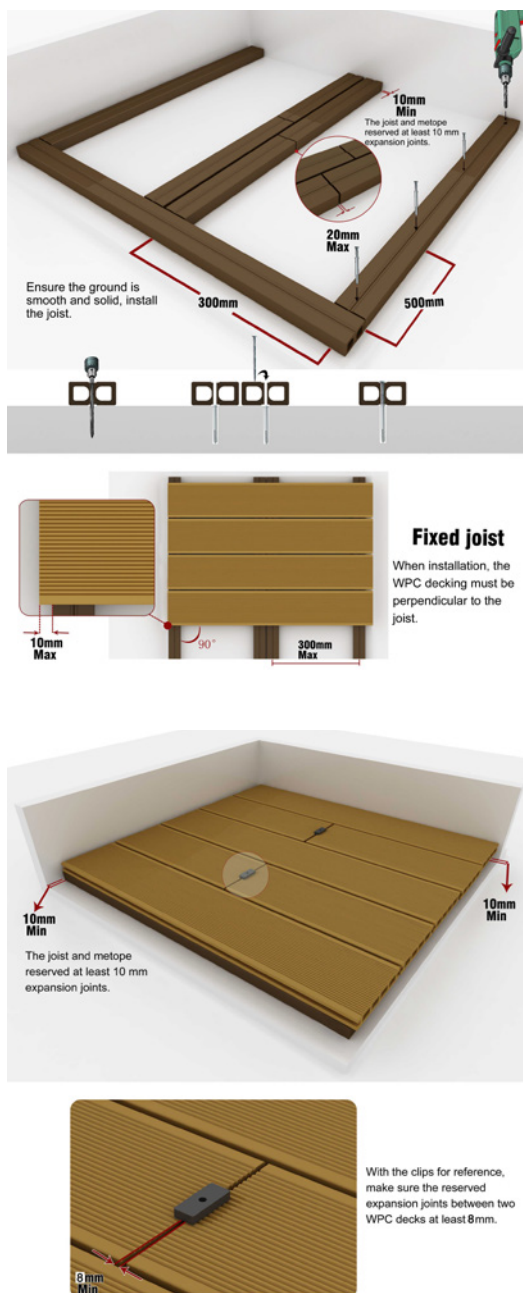 10mm
Min
The joist and metope
reserved at least 10 mm
expansion joints.
20mm
Max
Ensure the ground is
smooth and solid, install
the joist.
300mm
500mm
Fixed joist
When installation, the
WPC decking must be
perpendicular to the
joist.
10mm
Max
90°
300mm
Max
10mm
Min
10mm
Min
The joist and metope
reserved at least 10 mm
expansion joints.
With the clips for reference,
make sure the reserved
expansion joints between two
WPC decks at least 8mm.
8mm
Min